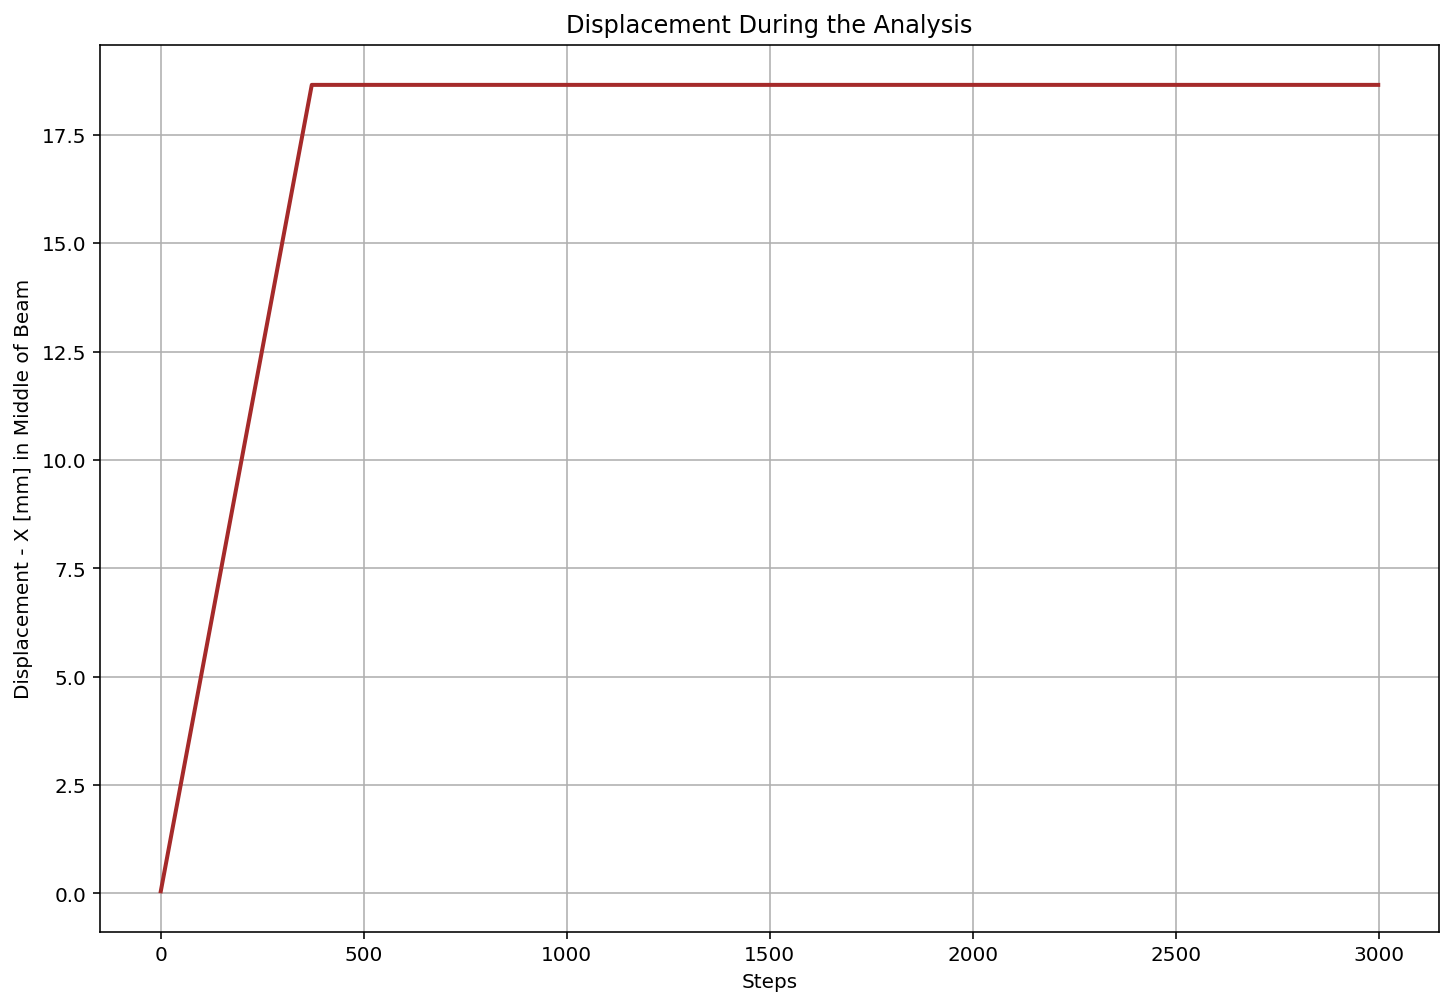 Displacement During the Analysis
Displacement - X [mm] in Middle of Beam
17.5
15.0
12.5
10.0
7.5
5.0
2.5
0.0
0 500 1000 1500 2000 2500 3000
Steps